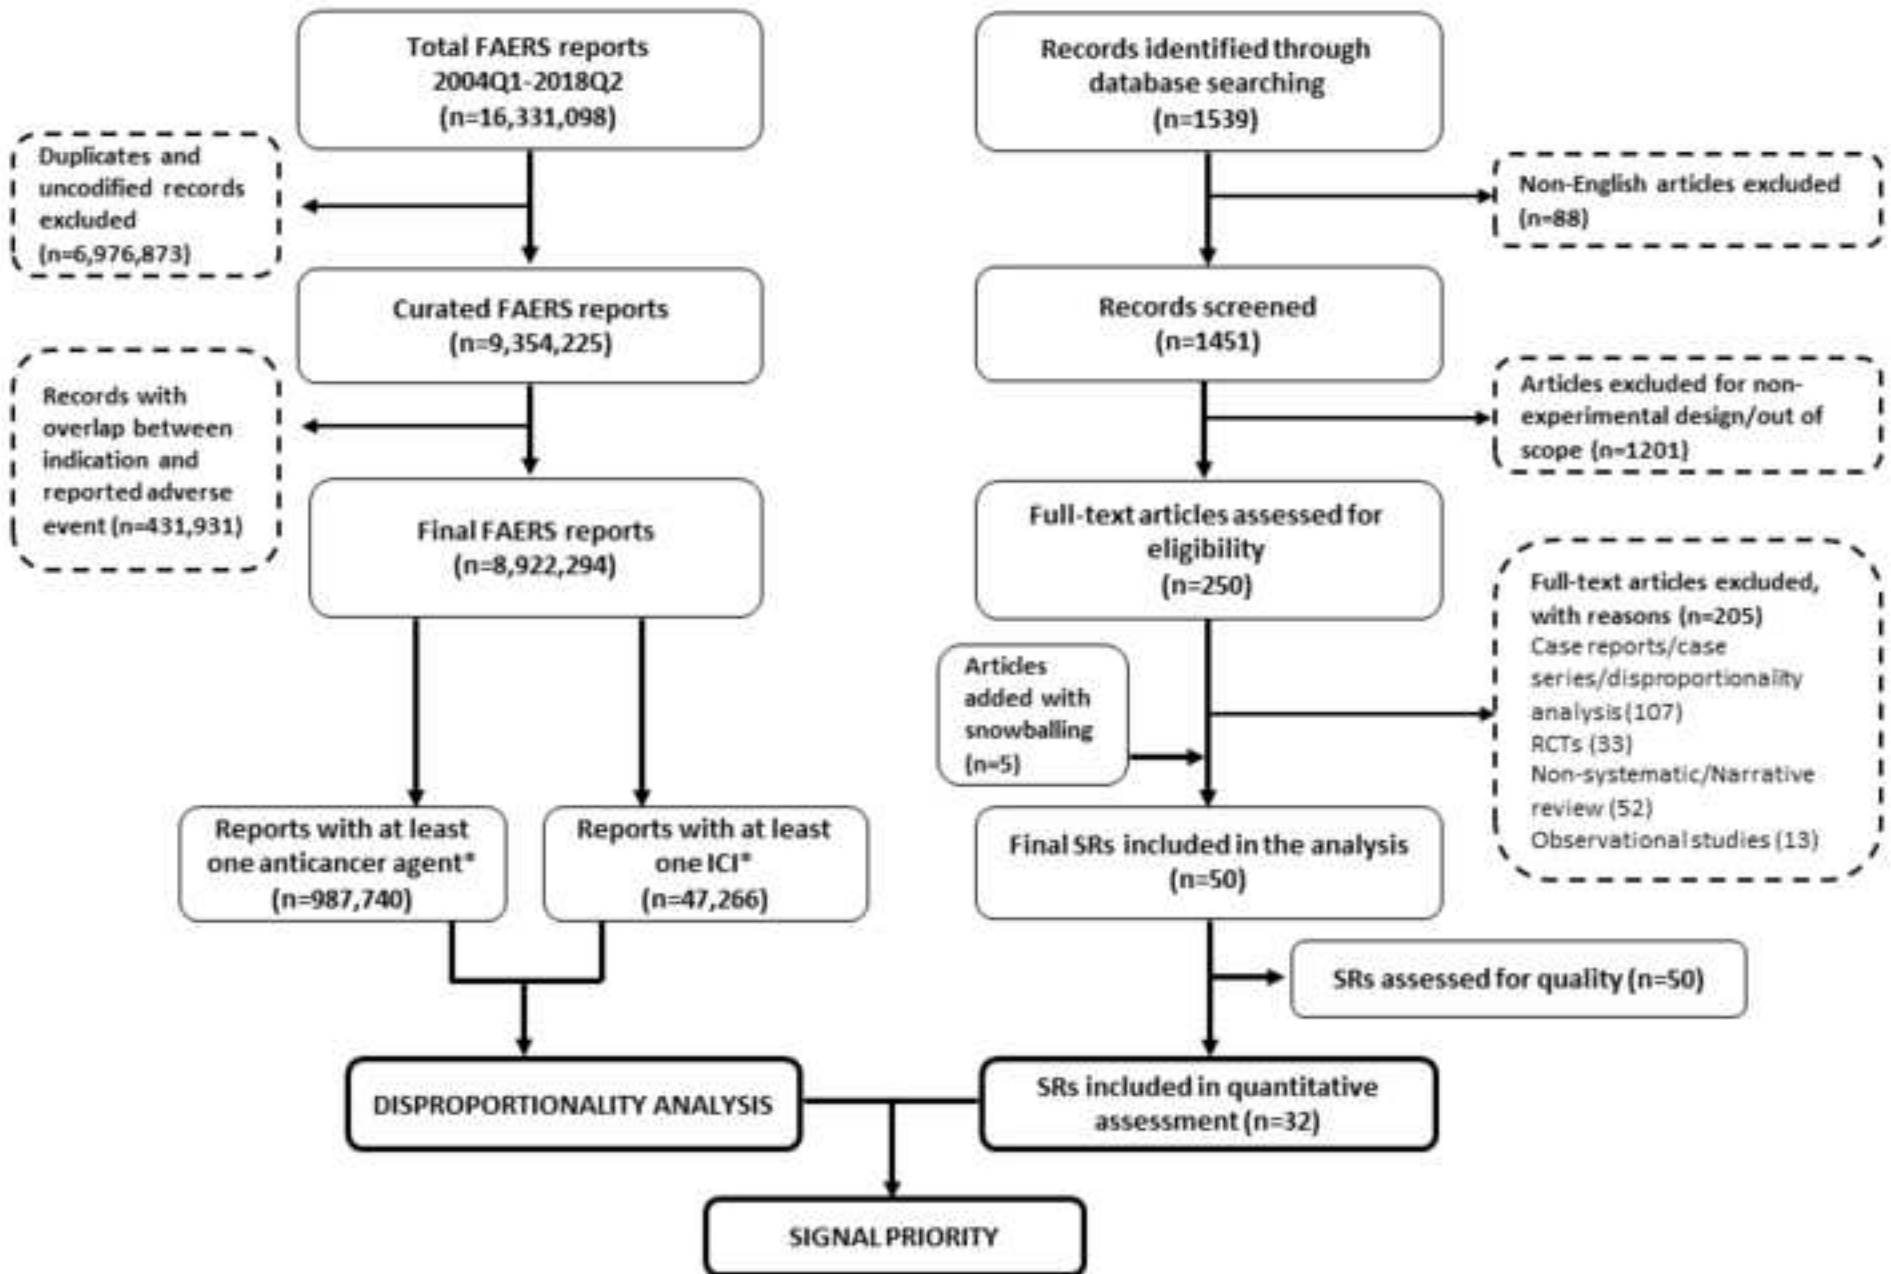 Total FAERS reports
2004Q1-2018Q2
(n=16,331,098)
Duplicates and
uncodified records
excluded
(n=6,976,873)
Curated FAERS reports
(n=9,354,225)
Records with
overlap between
indication and
reported adverse
event (n=431,931)
Final FAERS reports
(n=8,922,294)
Reports with at least
one anticancer agent*
(n=987,740)
Reports with at least
one ICI*
(n=47,266)
DISPROPORTIONALITY ANALYSIS
Records identified through
database searching
(n=1539)
Non-English articles excluded
(n=88)
Records screened
(n=1451)
Articles excluded for non-
experimental design/out of
scope (n=1201)
Full-text articles assessed for
eligibility
(n=250)
Full-text articles excluded,
with reasons (n=205)
Case reports/case
series/disproportionality
analysis (107)
RCTs (33)
Non-systematic/Narrative
review (52)
Observational studies (13)
Articles
added with
snowballing
(n=5)
Final SRs included in the analysis
(n=50)
SRs assessed for quality (n=50)
SRs included in quantitative
assessment (n=32)
SIGNAL PRIORITY